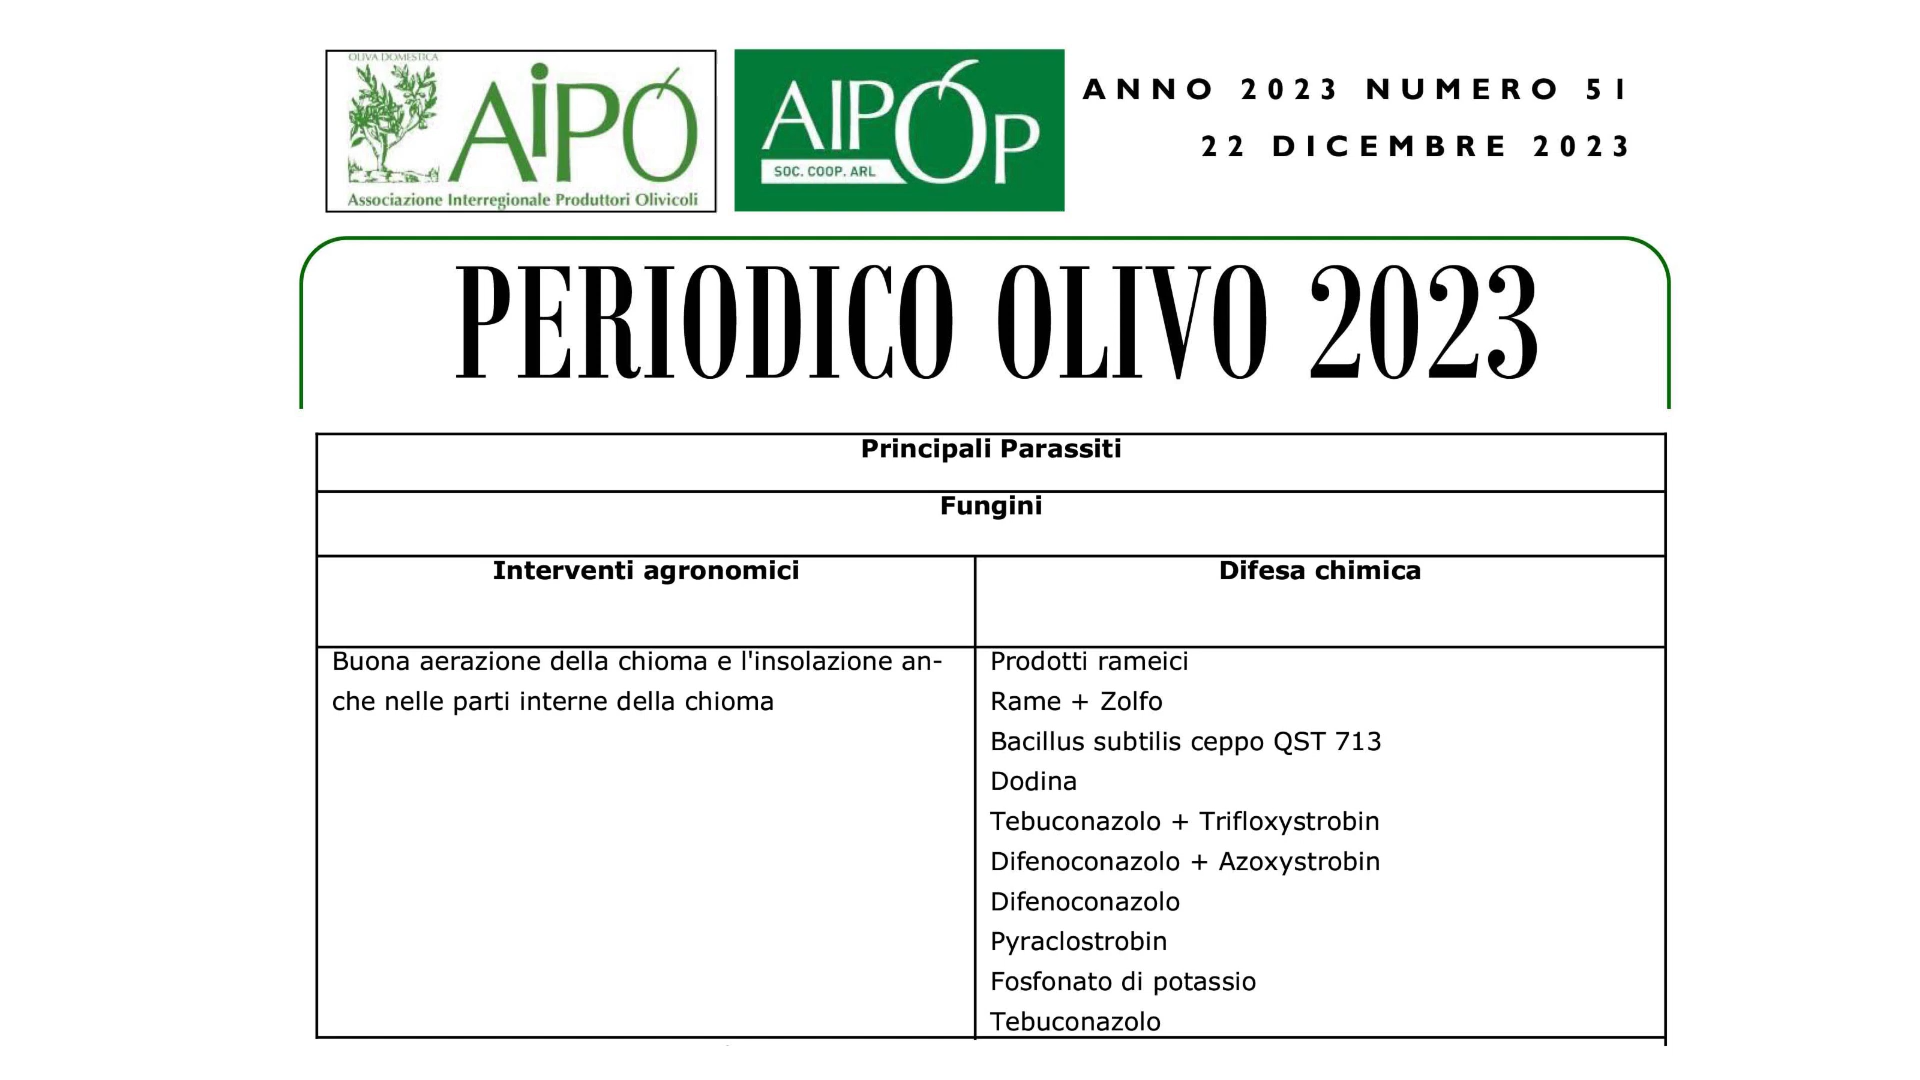 OLIVA DOMESTICA
AiPO
Associazione Interregionale Produttori Olivicoli
AIPOOP
SOC. COOP. ARL
ANNO 2023 NUMERO 51
22 DICEMBRE 2023
PERIODICO OLIVO 2023
Principali Parassiti
Fungini
Interventi agronomici
Difesa chimica
Buona aerazione della chioma e l'insolazione an-
che nelle parti interne della chioma
Prodotti rameici
Rame + Zolfo
Bacillus subtilis ceppo QST 713
Dodina
Tebuconazolo + Trifloxystrobin
Difenoconazolo + Azoxystrobin
Difenoconazolo
Pyraclostrobin
Fosfonato di potassio
Tebuconazolo